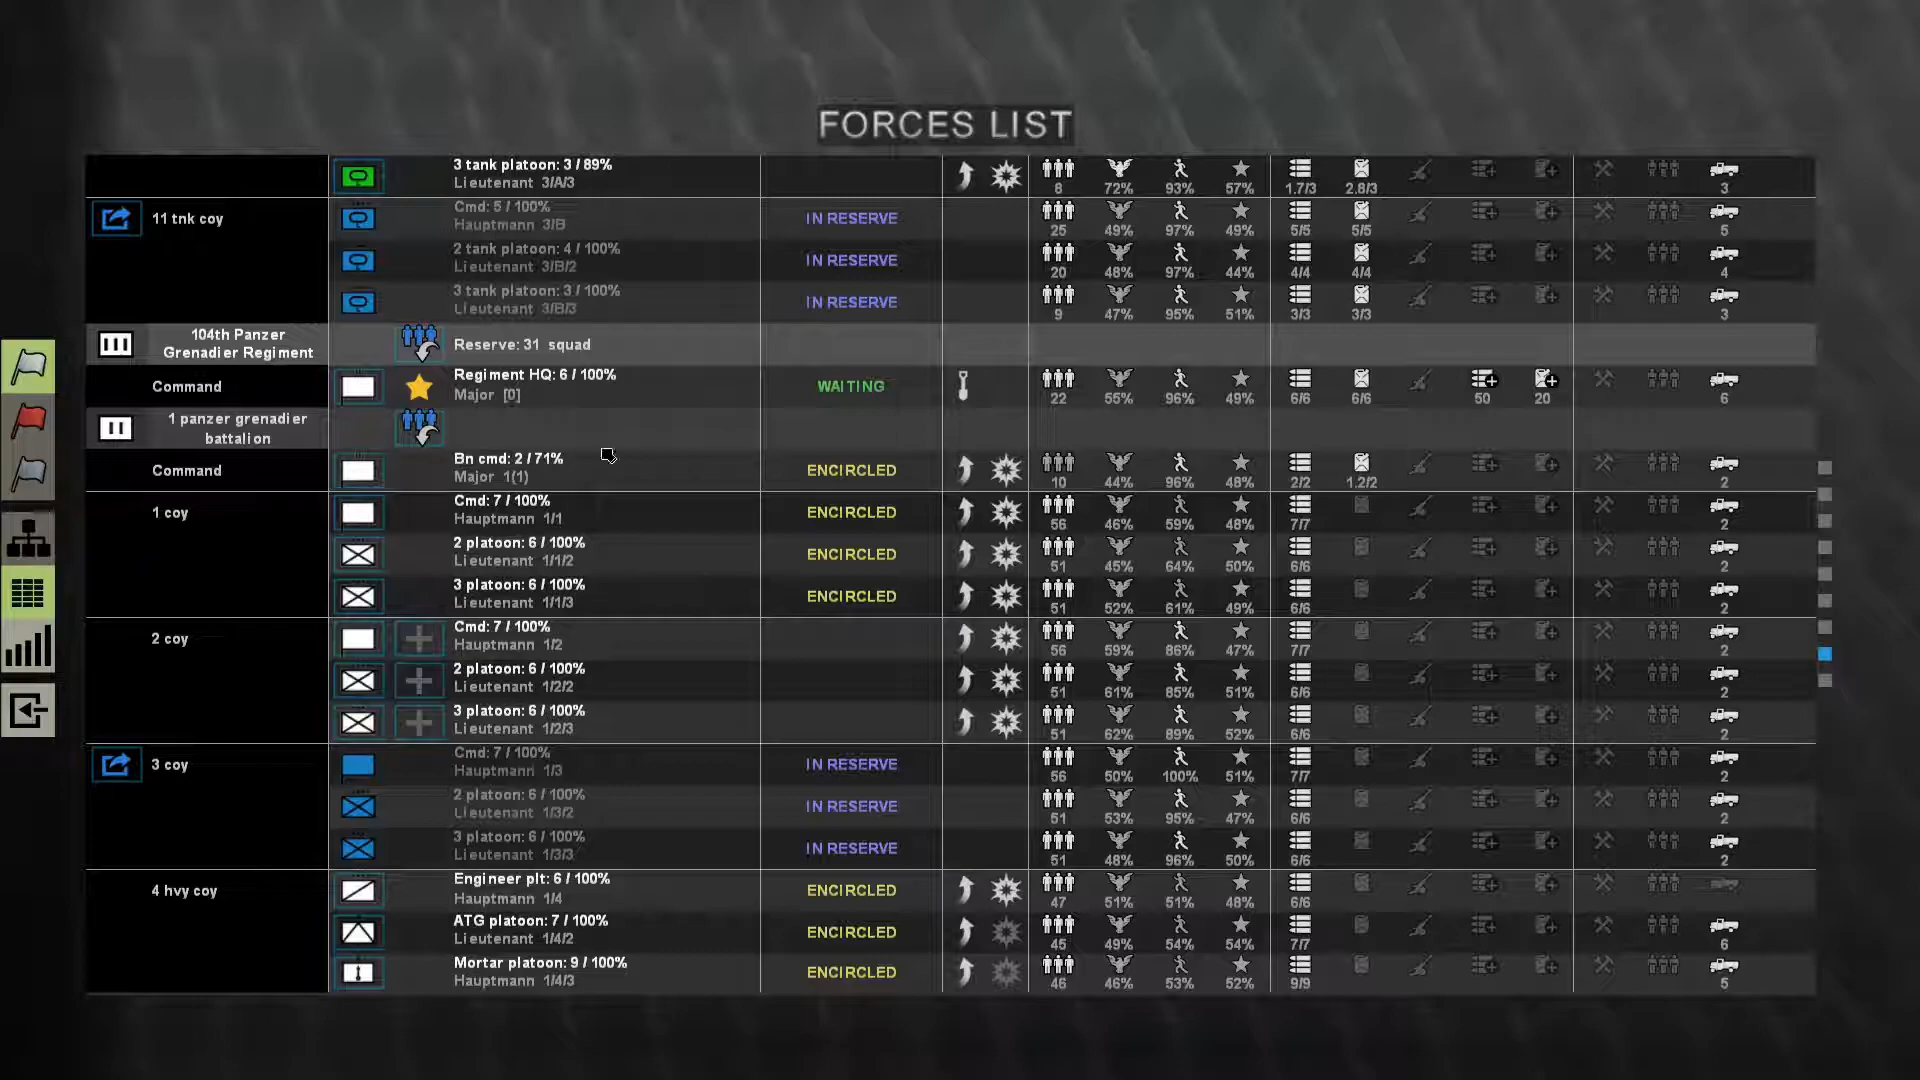 FORCES LIST
3 tank platoon: 3 / 89%
Lieutenant 3/A/3
8 72% 93% 57% 1.7/3 2.8/3 3
11 tnk coy
Cmd: 5 / 100%
Hauptmann 3/B
IN RESERVE
25 49% 97% 49% 5/5 5/5 5
2 tank platoon: 4 / 100%
Lieutenant 3/B/2
IN RESERVE
20 48% 97% 44% 4/4 4/4 4
3 tank platoon: 3 / 100%
Lieutenant 3/B/3
IN RESERVE
9 47% 95% 51% 3/3 3/3 3
104th Panzer
Grenadier Regiment
Reserve: 31 squad
Command
Regiment HQ: 6 / 100%
Major [0]
WAITING
22 55% 96% 49% 6/6 6/6 50 20 6
1 panzer grenadier
battalion
Command
Bn cmd: 2 / 71%
Major 1(1)
ENCIRCLED
10 44% 96% 48% 2/2 1.2/2 2
1 coy
Cmd: 7 / 100%
Hauptmann 1/1
ENCIRCLED
56 46% 59% 48% 7/7 2
2 platoon: 6 / 100%
Lieutenant 1/1/2
ENCIRCLED
51 45% 64% 50% 6/6 2
3 platoon: 6 / 100%
Lieutenant 1/1/3
ENCIRCLED
51 52% 61% 49% 6/6 2
2 coy
Cmd: 7 / 100%
Hauptmann 1/2
56 59% 86% 47% 7/7 2
2 platoon: 6 / 100%
Lieutenant 1/2/2
51 61% 85% 51% 6/6 2
3 platoon: 6 / 100%
Lieutenant 1/2/3
51 62% 89% 52% 6/6 2
3 coy
Cmd: 7 / 100%
Hauptmann 1/3
IN RESERVE
56 50% 100% 51% 7/7 2
2 platoon: 6 / 100%
Lieutenant 1/3/2
IN RESERVE
51 53% 95% 47% 6/6 2
3 platoon: 6 / 100%
Lieutenant 1/3/3
IN RESERVE
51 48% 96% 50% 6/6 2
4 hvy coy
Engineer plt: 6 / 100%
Hauptmann 1/4
ENCIRCLED
47 51% 51% 48% 6/6
ATG platoon: 7 / 100%
Lieutenant 1/4/2
ENCIRCLED
45 49% 54% 54% 7/7 6
Mortar platoon: 9 / 100%
Hauptmann 1/4/3
ENCIRCLED
46 46% 53% 52% 9/9 5